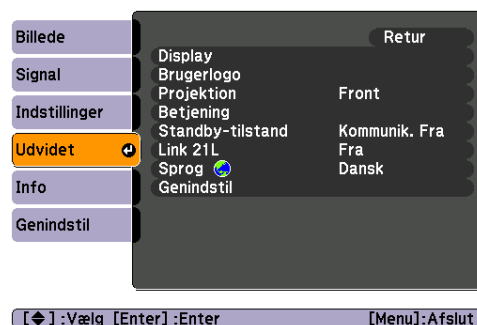 Billede
Signal
Indstillinger
Udvidet
Info
Genindstil
Retur
Display
Brugerlogo
Projektion Front
Betjening
Standby-tilstand Kommunik. Fra
Link 21L Fra
Sprog Dansk
Genindstil
[ ] :Vælg [Enter] :Enter [Menu]:Afslut